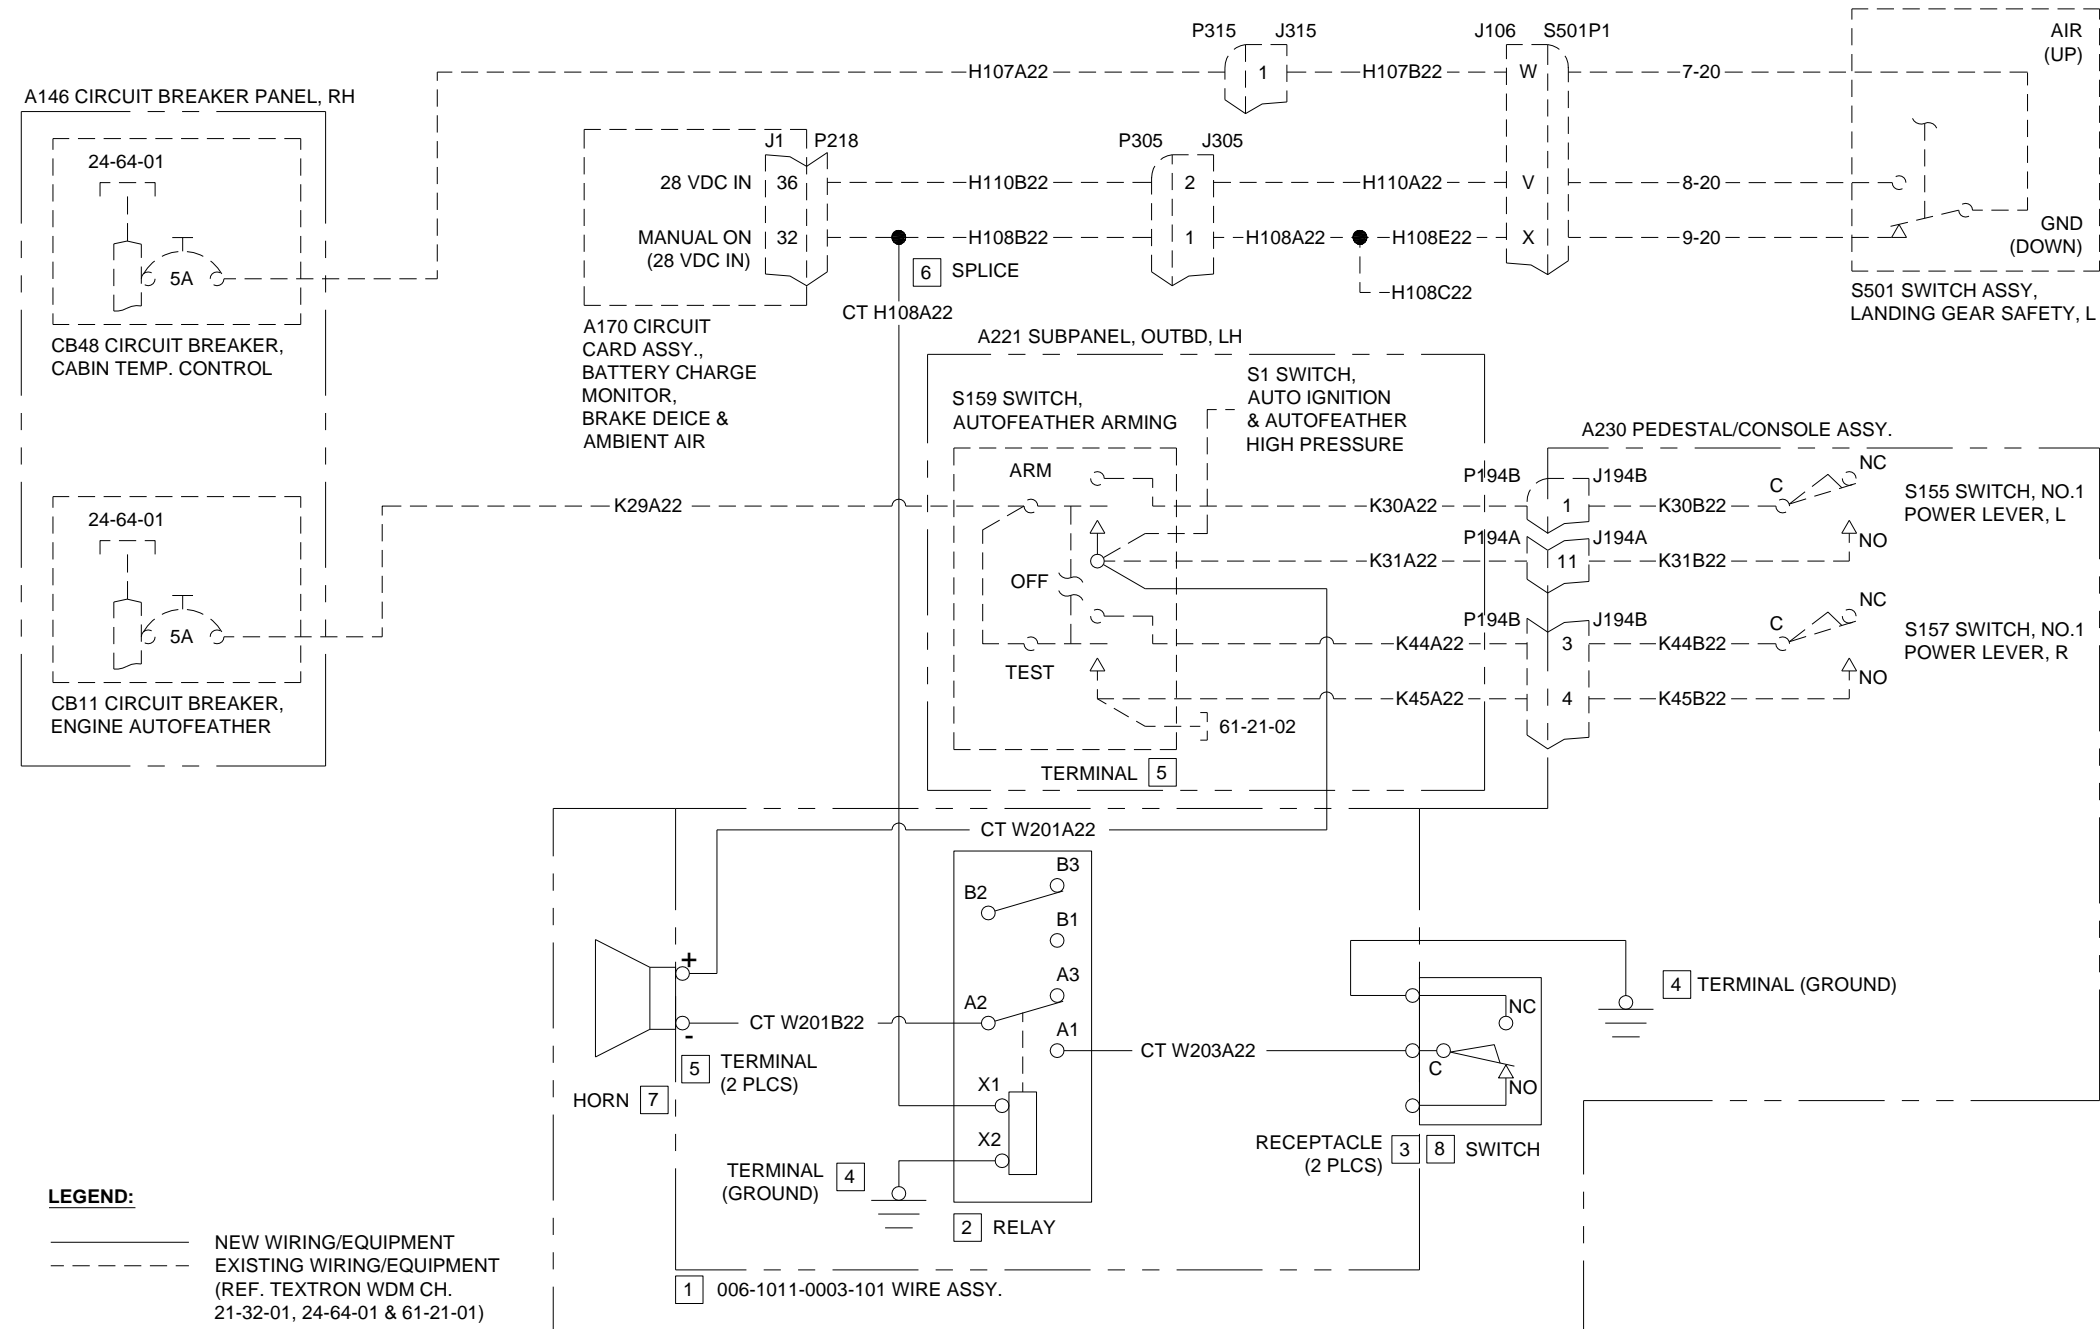 P315 J315
J106 S501P1
AIR
(UP)
H107A22
1
H107B22
W
7-20
A146 CIRCUIT BREAKER PANEL, RH
24-64-01
5A
CB48 CIRCUIT BREAKER,
CABIN TEMP. CONTROL
J1 P218
P305 J305
28 VDC IN
36
H110B22
2
H110A22
V
8-20
MANUAL ON
(28 VDC IN)
32
H108B22
1
H108A22
H108E22
X
9-20
GND
(DOWN)
6 SPLICE
H108C22
CT H108A22
S501 SWITCH ASSY,
LANDING GEAR SAFETY, L
A170 CIRCUIT
CARD ASSY.,
BATTERY CHARGE
MONITOR,
BRAKE DEICE &
AMBIENT AIR
A221 SUBPANEL, OUTBD, LH
S159 SWITCH,
AUTOFEATHER ARMING
S1 SWITCH,
AUTO IGNITION
& AUTOFEATHER
HIGH PRESSURE
A230 PEDESTAL/CONSOLE ASSY.
24-64-01
5A
CB11 CIRCUIT BREAKER,
ENGINE AUTOFEATHER
K29A22
ARM
OFF
TEST
P194B J194B
K30A22
1
K30B22
C
NC
NO
S155 SWITCH, NO.1
POWER LEVER, L
P194A J194A
K31A22
11
K31B22
P194B J194B
K44A22
3
K44B22
C
NC
NO
S157 SWITCH, NO.1
POWER LEVER, R
K45A22
4
K45B22
61-21-02
TERMINAL 5
CT W201A22
B3
B2
B1
A3
A2
A1
X1
X2
+
-
CT W201B22
5 TERMINAL
(2 PLCS)
HORN 7
CT W203A22
NC
C
NO
4 TERMINAL (GROUND)
RECEPTACLE 3
(2 PLCS)
8 SWITCH
TERMINAL 4
(GROUND)
2 RELAY
1 006-1011-0003-101 WIRE ASSY.
LEGEND:
NEW WIRING/EQUIPMENT
EXISTING WIRING/EQUIPMENT
(REF. TEXTRON WDM CH.
21-32-01, 24-64-01 & 61-21-01)